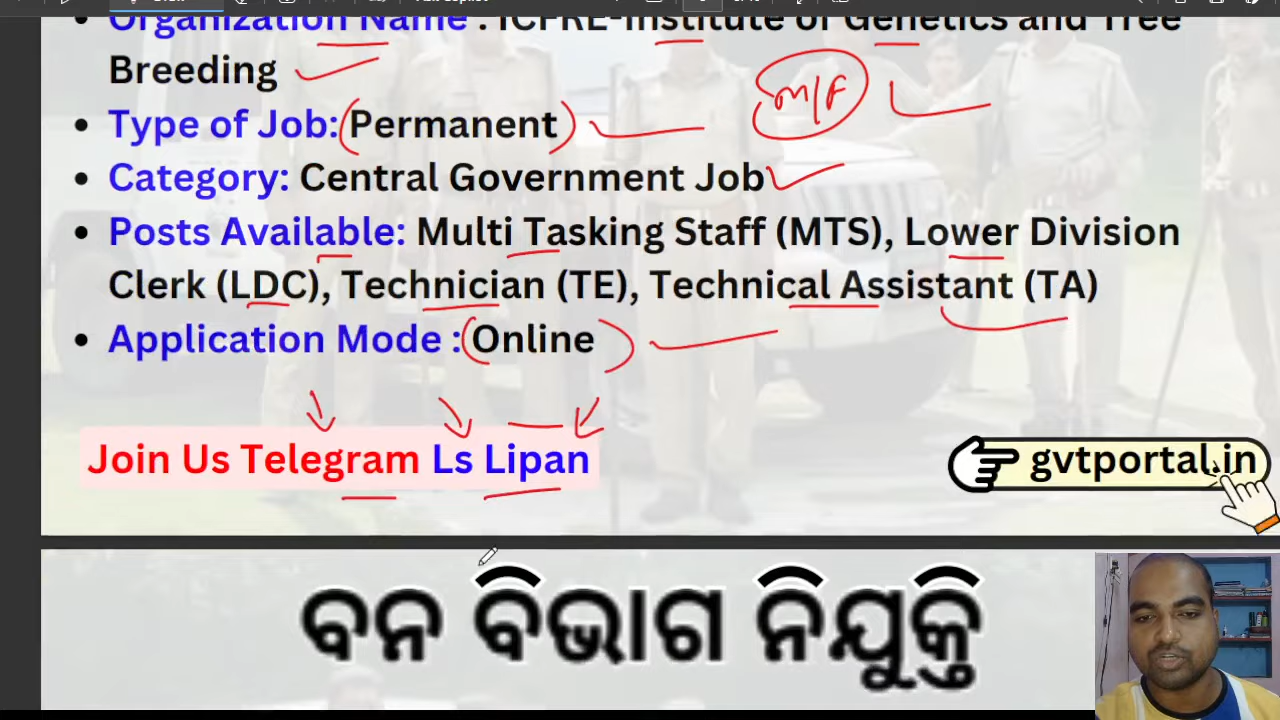 Organization Name : ICFRE-Institute of Genetics and Tree
Breeding
M/F
• Type of Job: (Permanent)
• Category: Central Government Job
• Posts Available: Multi Tasking Staff (MTS), Lower Division
Clerk (LDC), Technician (TE), Technical Assistant (TA)
• Application Mode : (Online)
Join Us Telegram Ls Lipan
gvtportal.in
ବନ ବିଭାଗ ନିଯୁକ୍ତି